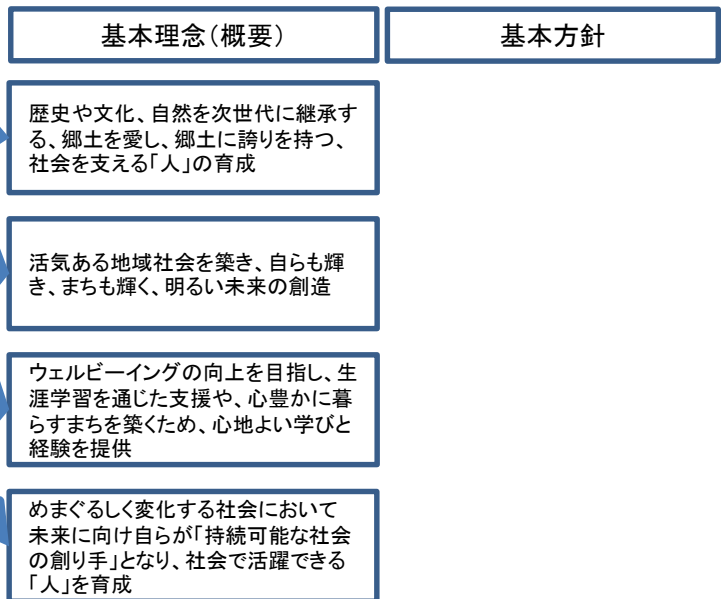 基本理念(概要)
基本方針
歴史や文化、自然を次世代に継承す
る、郷土を愛し、郷土に誇りを持つ、
社会を支える「人」の育成
活気ある地域社会を築き、自らも輝
き、まちも輝く、明るい未来の創造
ウェルビーイングの向上を目指し、生
涯学習を通じた支援や、心豊かに暮
らすまちを築くため、心地よい学びと
経験を提供
めまぐるしく変化する社会において
未来に向け自らが「持続可能な社会
の創り手」となり、社会で活躍できる
「人」を育成